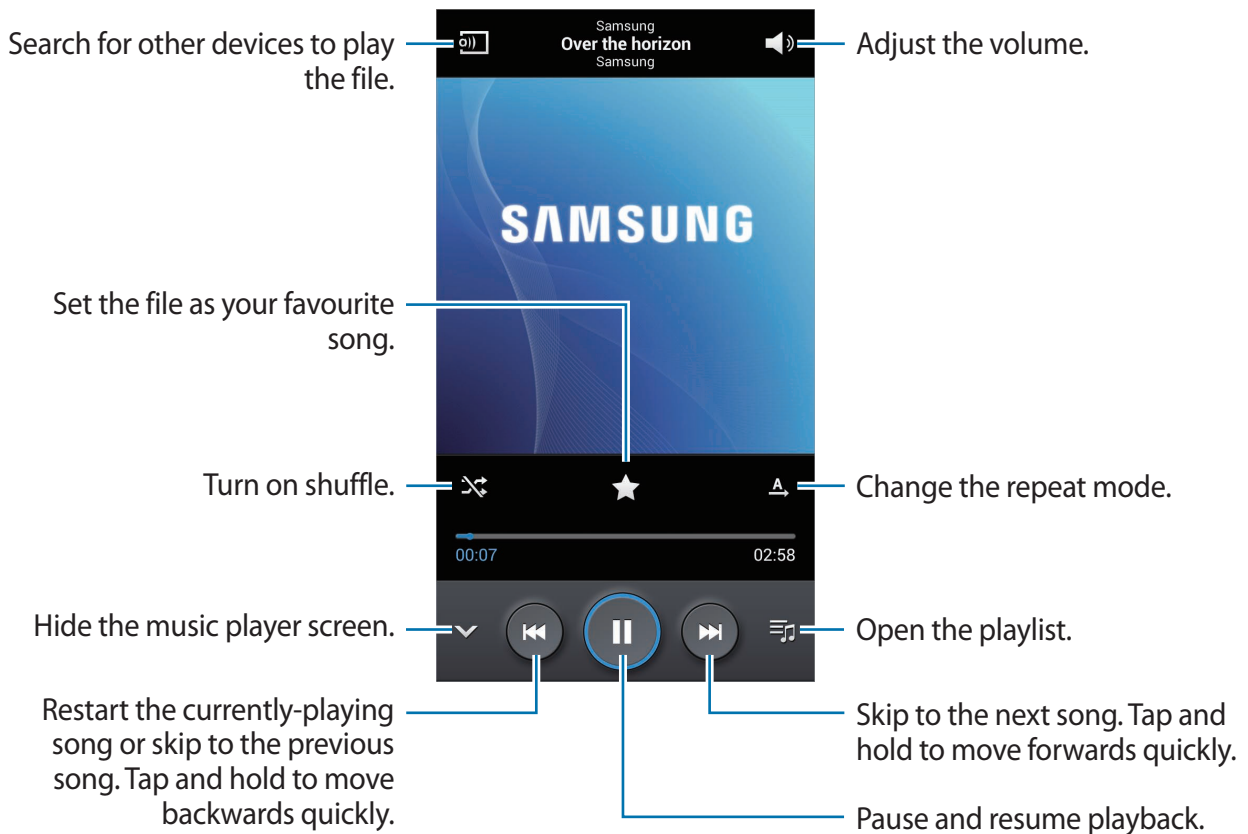 Search for other devices to play
the file.
Samsung
Over the horizon
Samsung
Adjust the volume.
SAMSUNG
Set the file as your favourite
song.
Turn on shuffle.
A
Change the repeat mode.
00:07
02:58
Hide the music player screen.
Open the playlist.
Restart the currently-playing
song or skip to the previous
song. Tap and hold to move
backwards quickly.
Skip to the next song. Tap and
hold to move forwards quickly.
Pause and resume playback.